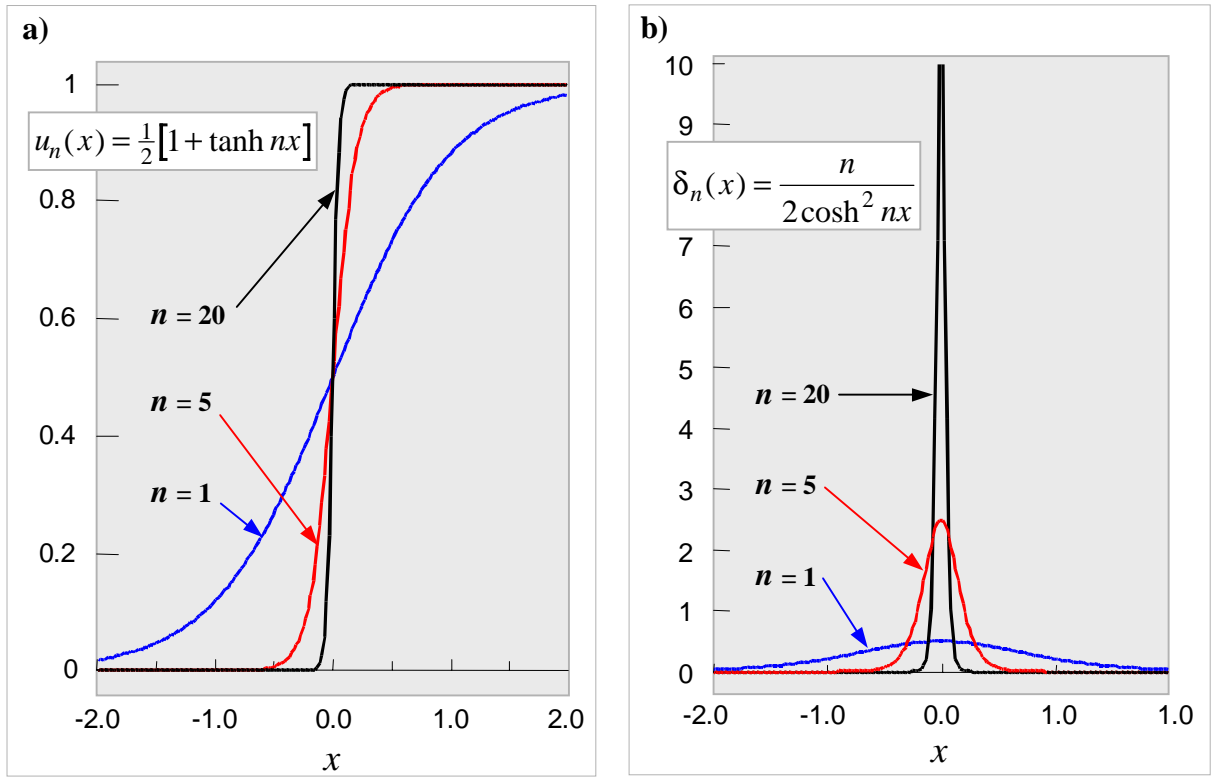 a)
1
u_n(x) = ½[1 + tanh nx]
0.8
n = 20
0.6
n = 5
0.4
n = 1
0.2
0
-2.0 -1.0 0.0 1.0 2.0
x
b)
10
9
δ_n(x) = n / (2 cosh² nx)
7
6
5
n = 20
4
3
n = 5
2
n = 1
1
0
-2.0 -1.0 0.0 1.0 1.0
x